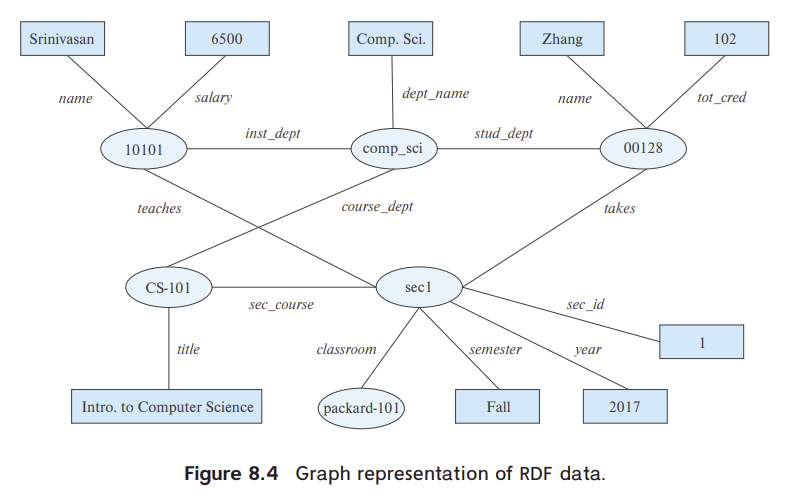 Srinivasan
6500
Comp. Sci.
Zhang
102
name
salary
dept_name
name
tot_cred
10101
inst_dept
comp_sci
stud_dept
00128
teaches
course_dept
takes
CS-101
sec_course
sec1
sec_id
1
title
classroom
semester
year
Intro. to Computer Science
packard-101
Fall
2017
Figure 8.4 Graph representation of RDF data.